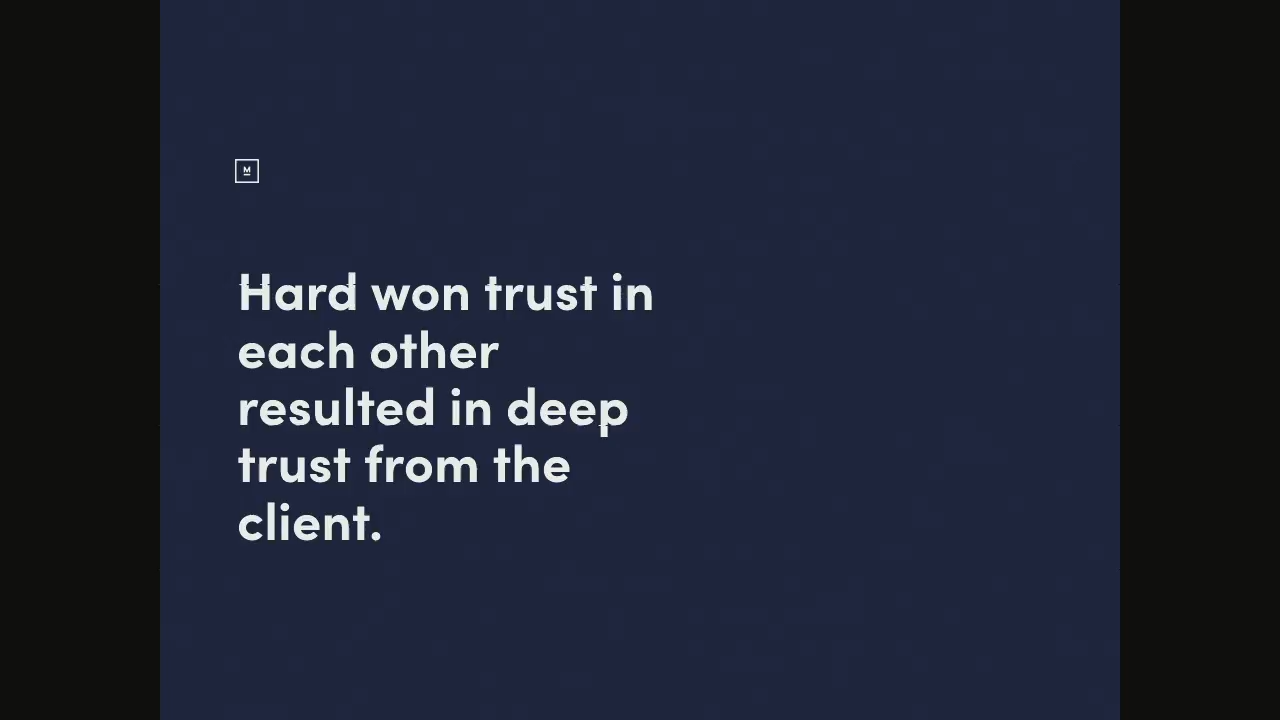 M
Hard won trust in
each other
resulted in deep
trust from the
client.